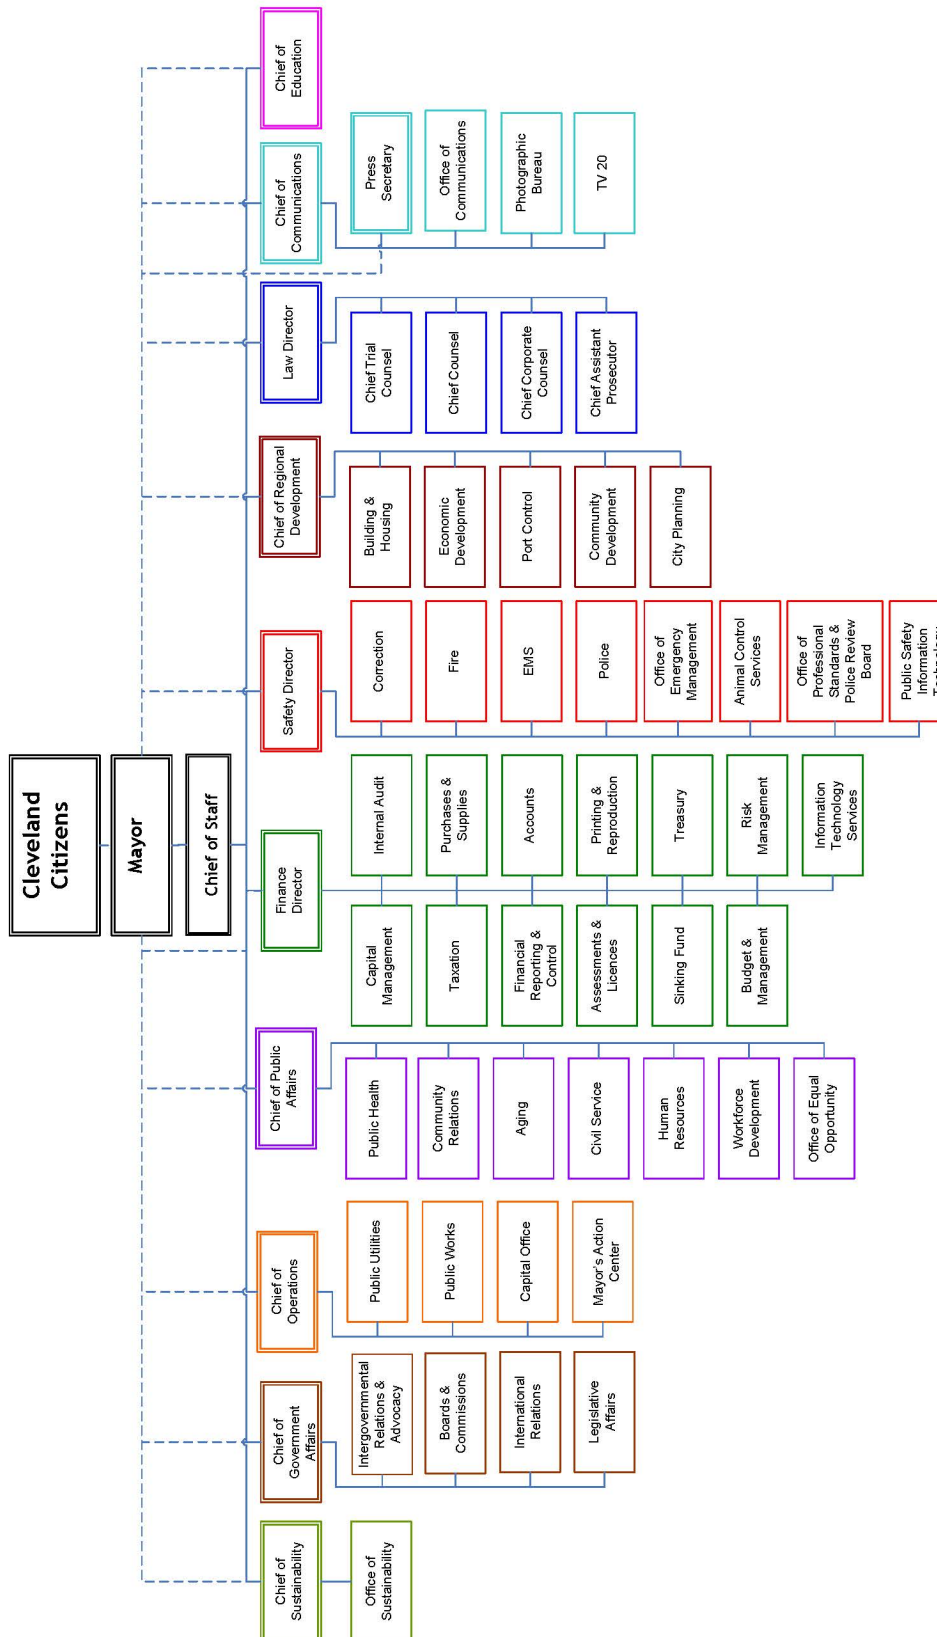 Cleveland
Citizens
Mayor
Chief of Staff
Chief of
Sustainability
Office of
Sustainability
Chief of
Government
Affairs
Intergovernmental
Relations &
Advocacy
Boards &
Commissions
International
Relations
Legislative
Affairs
Chief of
Operations
Public Utilities
Public Works
Capital Office
Mayor's Action
Center
Chief of Public
Affairs
Public Health
Community
Relations
Aging
Civil Service
Human
Resources
Workforce
Development
Office of Equal
Opportunity
Finance
Director
Capital
Management
Taxation
Financial
Reporting &
Control
Assessments &
Licences
Sinking Fund
Budget &
Management
Internal Audit
Purchases &
Supplies
Accounts
Printing &
Reproduction
Treasury
Risk
Management
Information
Technology
Services
Safety Director
Correction
Fire
EMS
Police
Office of
Emergency
Management
Animal Control
Services
Office of
Professional
Standards &
Police Review
Board
Public Safety
Information
Technology
Chief of Regional
Development
Building &
Housing
Economic
Development
Port Control
Community
Development
City Planning
Law Director
Chief Trial
Counsel
Chief Counsel
Chief Corporate
Counsel
Chief Assistant
Prosecutor
Chief of
Communications
Press
Secretary
Office of
Communications
Photographic
Bureau
TV 20
Chief of
Education